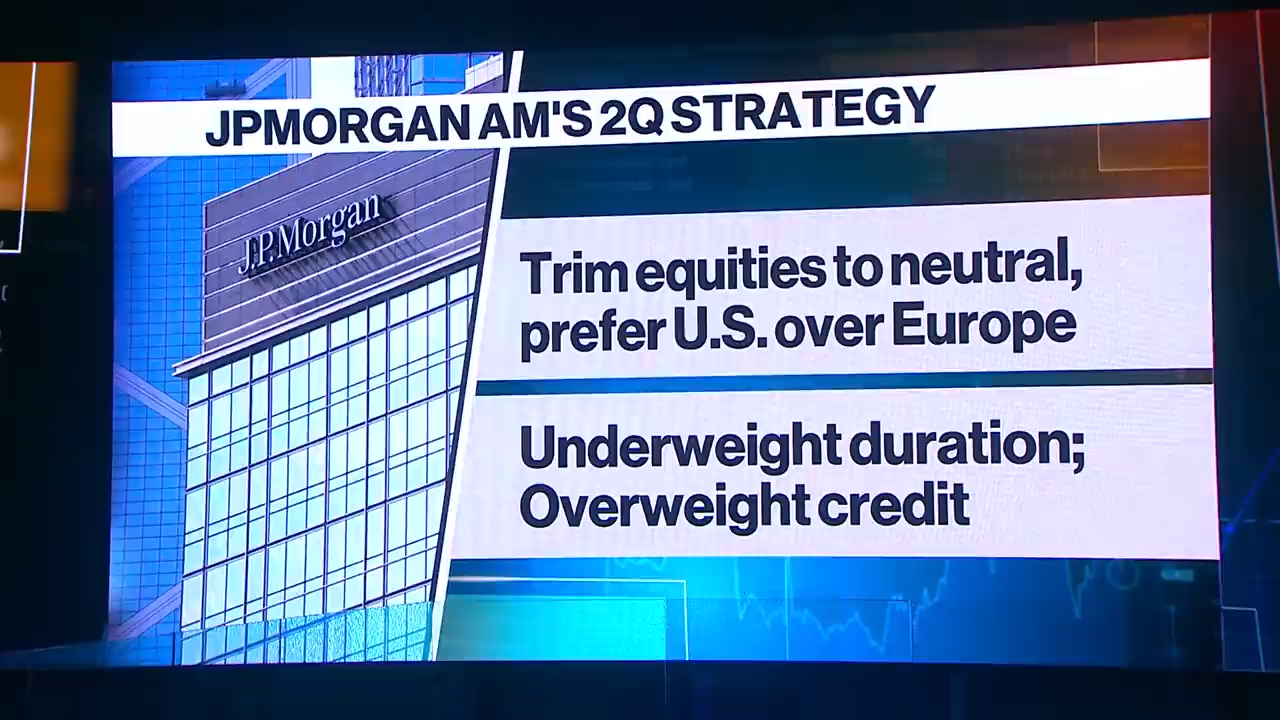 JPMORGAN AM'S 2Q STRATEGY
J.P.Morgan
Trim equities to neutral,
prefer U.S. over Europe
Underweight duration;
Overweight credit